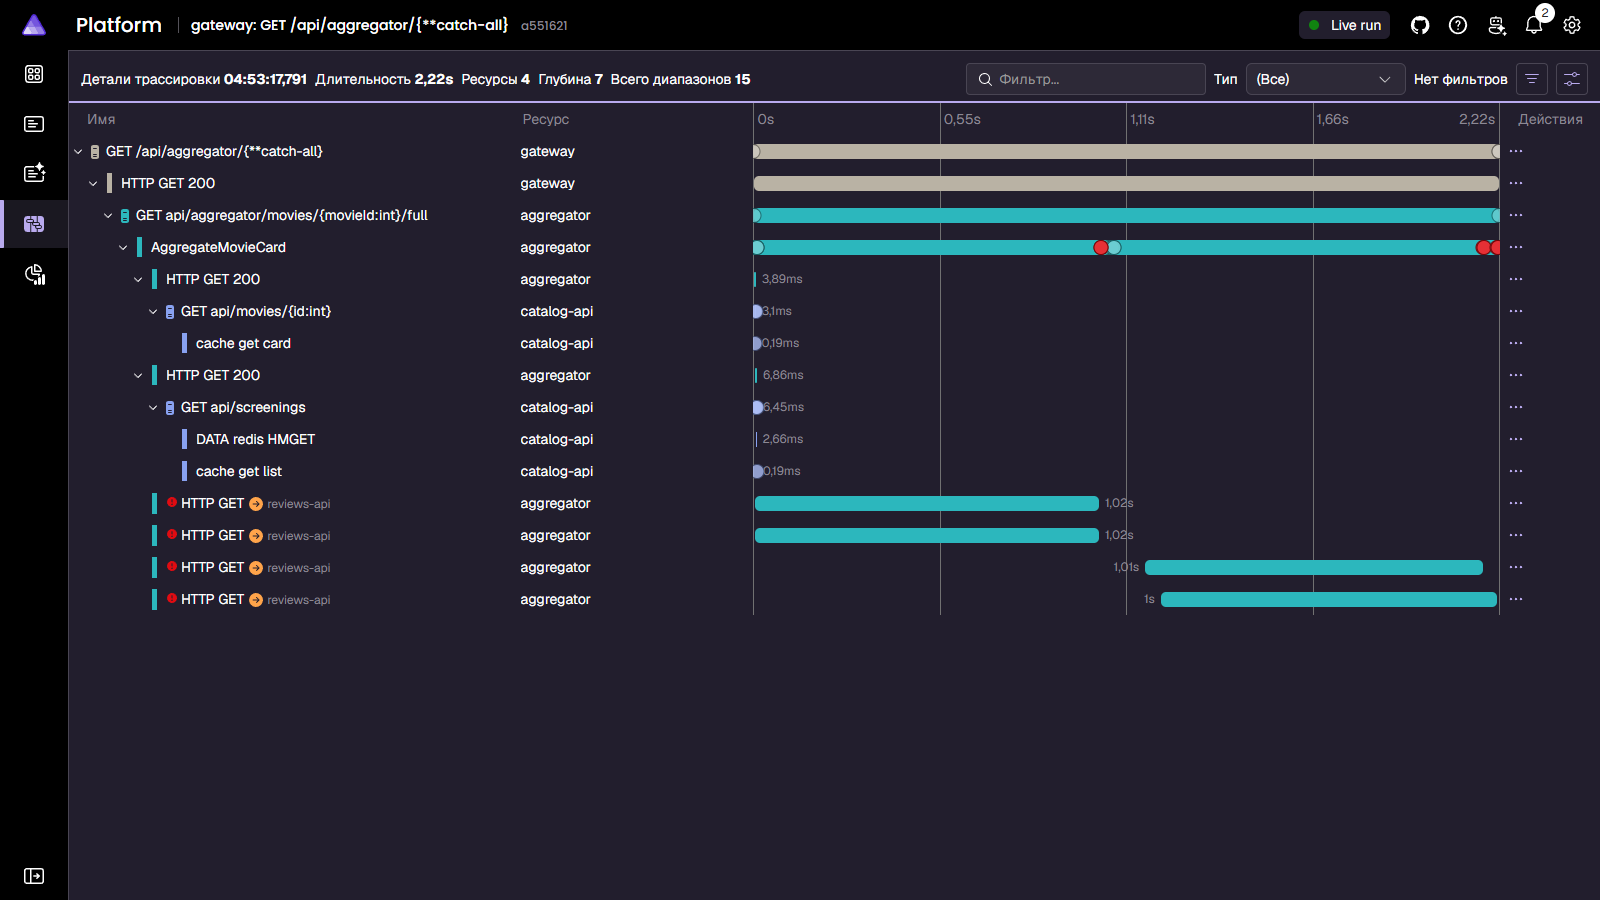 Platform gateway: GET /api/aggregator/{**catch-all} a551621 Live run 2
Детали трассировки 04:53:17,791 Длительность 2,22s Ресурсы 4 Глубина 7 Всего диапазонов 15 Фильтр... Тип (Все) Нет фильтров
Имя Ресурс 0s 0,55s 1,11s 1,66s 2,22s Действия
GET /api/aggregator/{**catch-all} gateway
HTTP GET 200 gateway
GET api/aggregator/movies/{movieId:int}/full aggregator
AggregateMovieCard aggregator
HTTP GET 200 aggregator 3,89ms
GET api/movies/{id:int} catalog-api 3,1ms
cache get card catalog-api 0,19ms
HTTP GET 200 aggregator 6,86ms
GET api/screenings catalog-api 6,45ms
DATA redis HMGET catalog-api 2,66ms
cache get list catalog-api 0,19ms
HTTP GET reviews-api aggregator 1,02s
HTTP GET reviews-api aggregator 1,02s
HTTP GET reviews-api aggregator 1,01s
HTTP GET reviews-api aggregator 1s